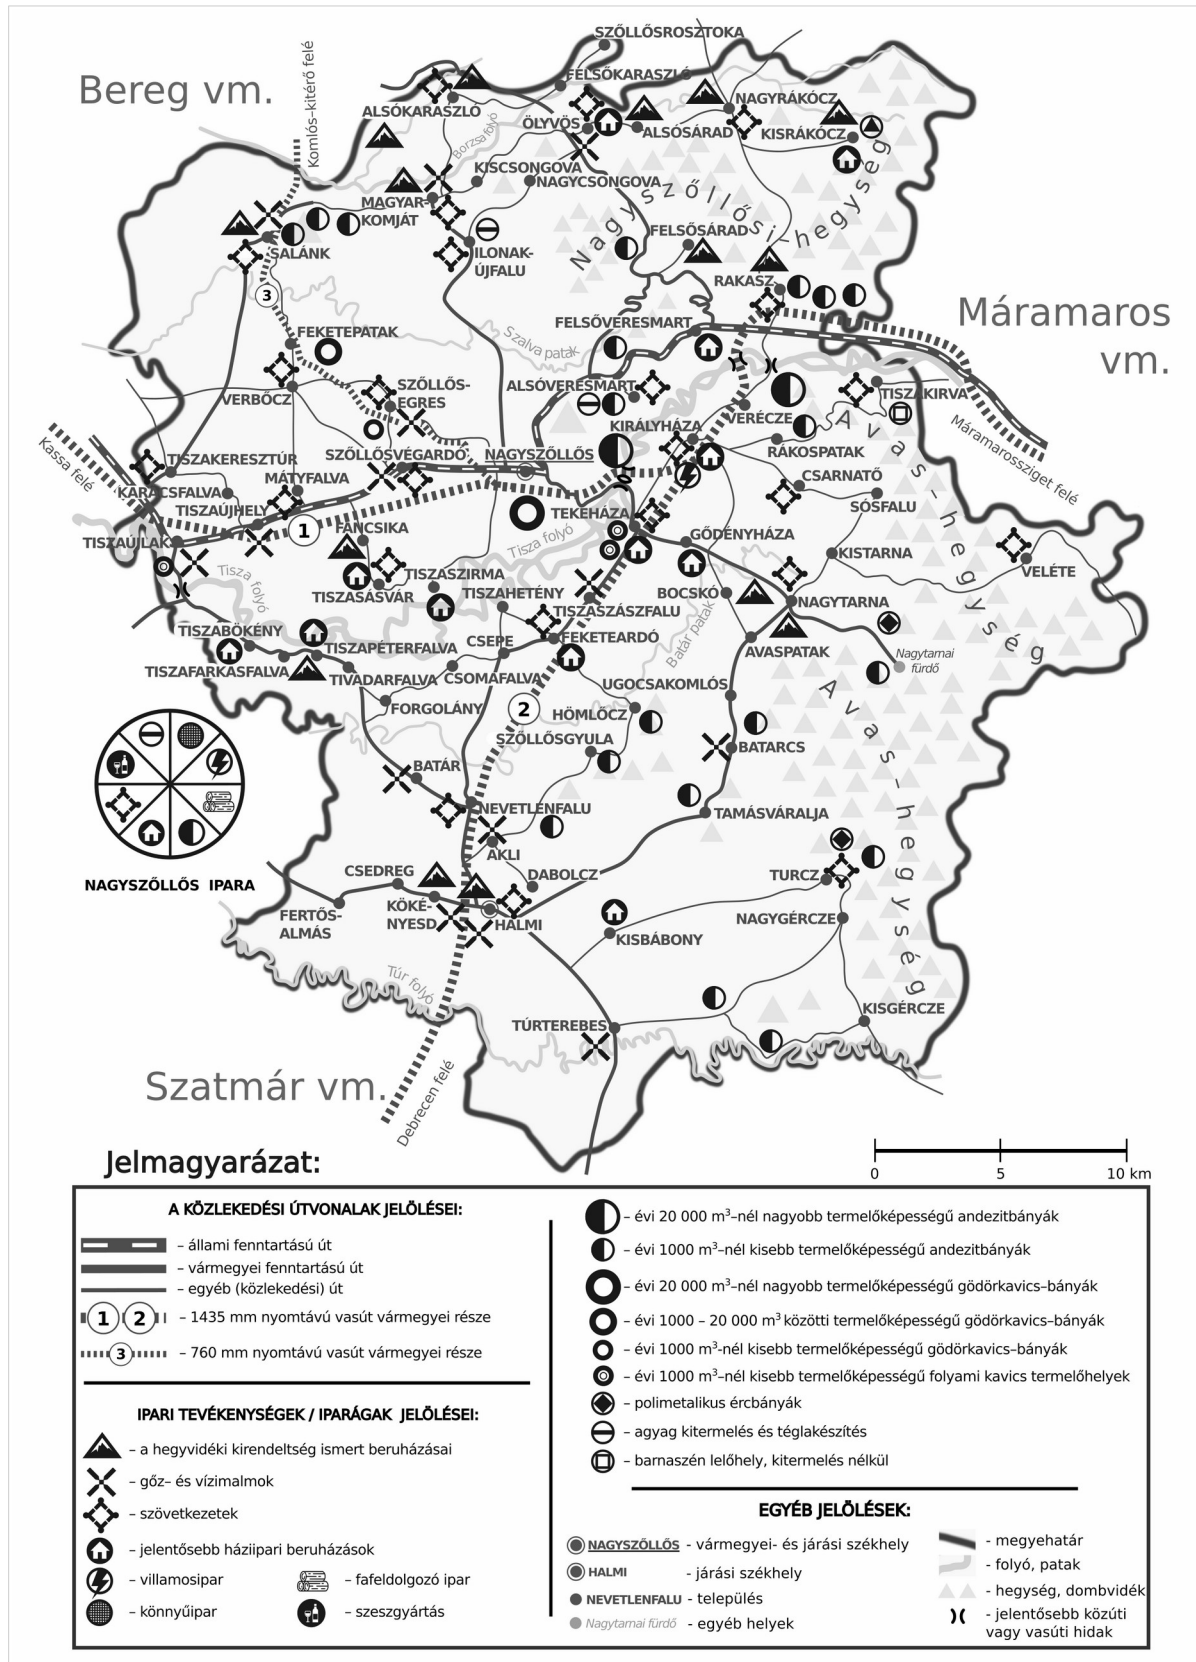 Bereg vm.
Komlós–kitérő felé
SZŐLLŐSROSZTOKA
FELSŐKARASZLÓ
ALSÓKARASZLÓ
Borzsa folyó
ÖLYVÖS
ALSÓSÁRAD
NAGYRÁKÓCZ
KISRÁKÓCZ
KISCSONGOVA
NAGYCSONGOVA
MAGYAR-
KOMJÁT
Nagyszőllősi–hegység
SALÁNK
ILONAK-
ÚJFALU
FELSŐSÁRAD
RAKASZ
3
Máramaros
vm.
FEKETEPATAK
Szalva patak
FELSŐVERESMART
VERBŐCZ
SZŐLLŐS-
EGRES
ALSÓVERESMART
TISZAKIRVA
VERÉCZE
KIRÁLYHÁZA
RÁKOSPATAK
Avas–hegység
Máramarossziget felé
Kassa felé
TISZAKERESZTÚR
SZŐLLŐSVÉGARDÓ
NAGYSZŐLLŐS
MÁTYFALVA
KARÁCSFALVA
TISZAÚJHELY
CSARNATŐ
SÓSFALU
1
TEKEHÁZA
FANCSIKA
TISZAÚJLAK
Tisza folyó
GŐDÉNYHÁZA
KISTARNA
VELÉTE
Tisza folyó
TISZASZIRMA
TISZASÁSVÁR
TISZAHETÉNY
TISZASZÁSZFALU
BOCSKÓ
NAGYTARNA
Batár patak
TISZABÖKÉNY
TISZAPÉTERFALVA
CSEPE
FEKETEARDÓ
AVASPATAK
Nagytarnai
fürdő
TISZAFARKASFALVA
TIVADARFALVA
CSOMAFALVA
UGOCSAKOMLÓS
FORGOLÁNY
2
HÖMLŐCZ
Avas–hegység
SZŐLLŐSGYULA
BATARCS
BATÁR
NEVETLENFALU
TAMÁSVÁRALJA
AKLI
NAGYSZŐLLŐS IPARA
CSEDREG
DABOLCZ
TURCZ
FERTŐS-
ALMÁS
KÖKÉ-
NYESD
HALMI
KISBÁBONY
NAGYGÉRCZE
Túr folyó
TÚRTEREBES
KISGÉRCZE
Szatmár vm.
Debrecen felé
Jelmagyarázat:
0 5 10 km
A KÖZLEKEDÉSI ÚTVONALAK JELÖLÉSEI:
– állami fenntartású út
– vármegyei fenntartású út
– egyéb (közlekedési) út
1 2 – 1435 mm nyomtávú vasút vármegyei része
3 – 760 mm nyomtávú vasút vármegyei része
IPARI TEVÉKENYSÉGEK / IPARÁGAK JELÖLÉSEI:
– a hegyvidéki kirendeltség ismert beruházásai
– gőz– és vízimalmok
– szövetkezetek
– jelentősebb háziipari beruházások
– villamosipar
– fafeldolgozó ipar
– könnyűipar
– szeszgyártás
– évi 20 000 m³–nél nagyobb termelőképességű andezitbányák
– évi 1000 m³–nél kisebb termelőképességű andezitbányák
– évi 20 000 m³–nél nagyobb termelőképességű gödörkavics–bányák
– évi 1000 – 20 000 m³ közötti termelőképességű gödörkavics–bányák
– évi 1000 m³-nél kisebb termelőképességű gödörkavics–bányák
– évi 1000 m³–nél kisebb termelőképességű folyami kavics termelőhelyek
– polimetalikus ércbányák
– agyag kitermelés és téglakészítés
– barnaszén lelőhely, kitermelés nélkül
EGYÉB JELÖLÉSEK:
NAGYSZŐLLŐS - vármegyei- és járási székhely
HALMI - járási székhely
NEVETLENFALU - település
Nagytarnai fürdő - egyéb helyek
- megyehatár
- folyó, patak
- hegység, dombvidék
- jelentősebb közúti
vagy vasúti hidak